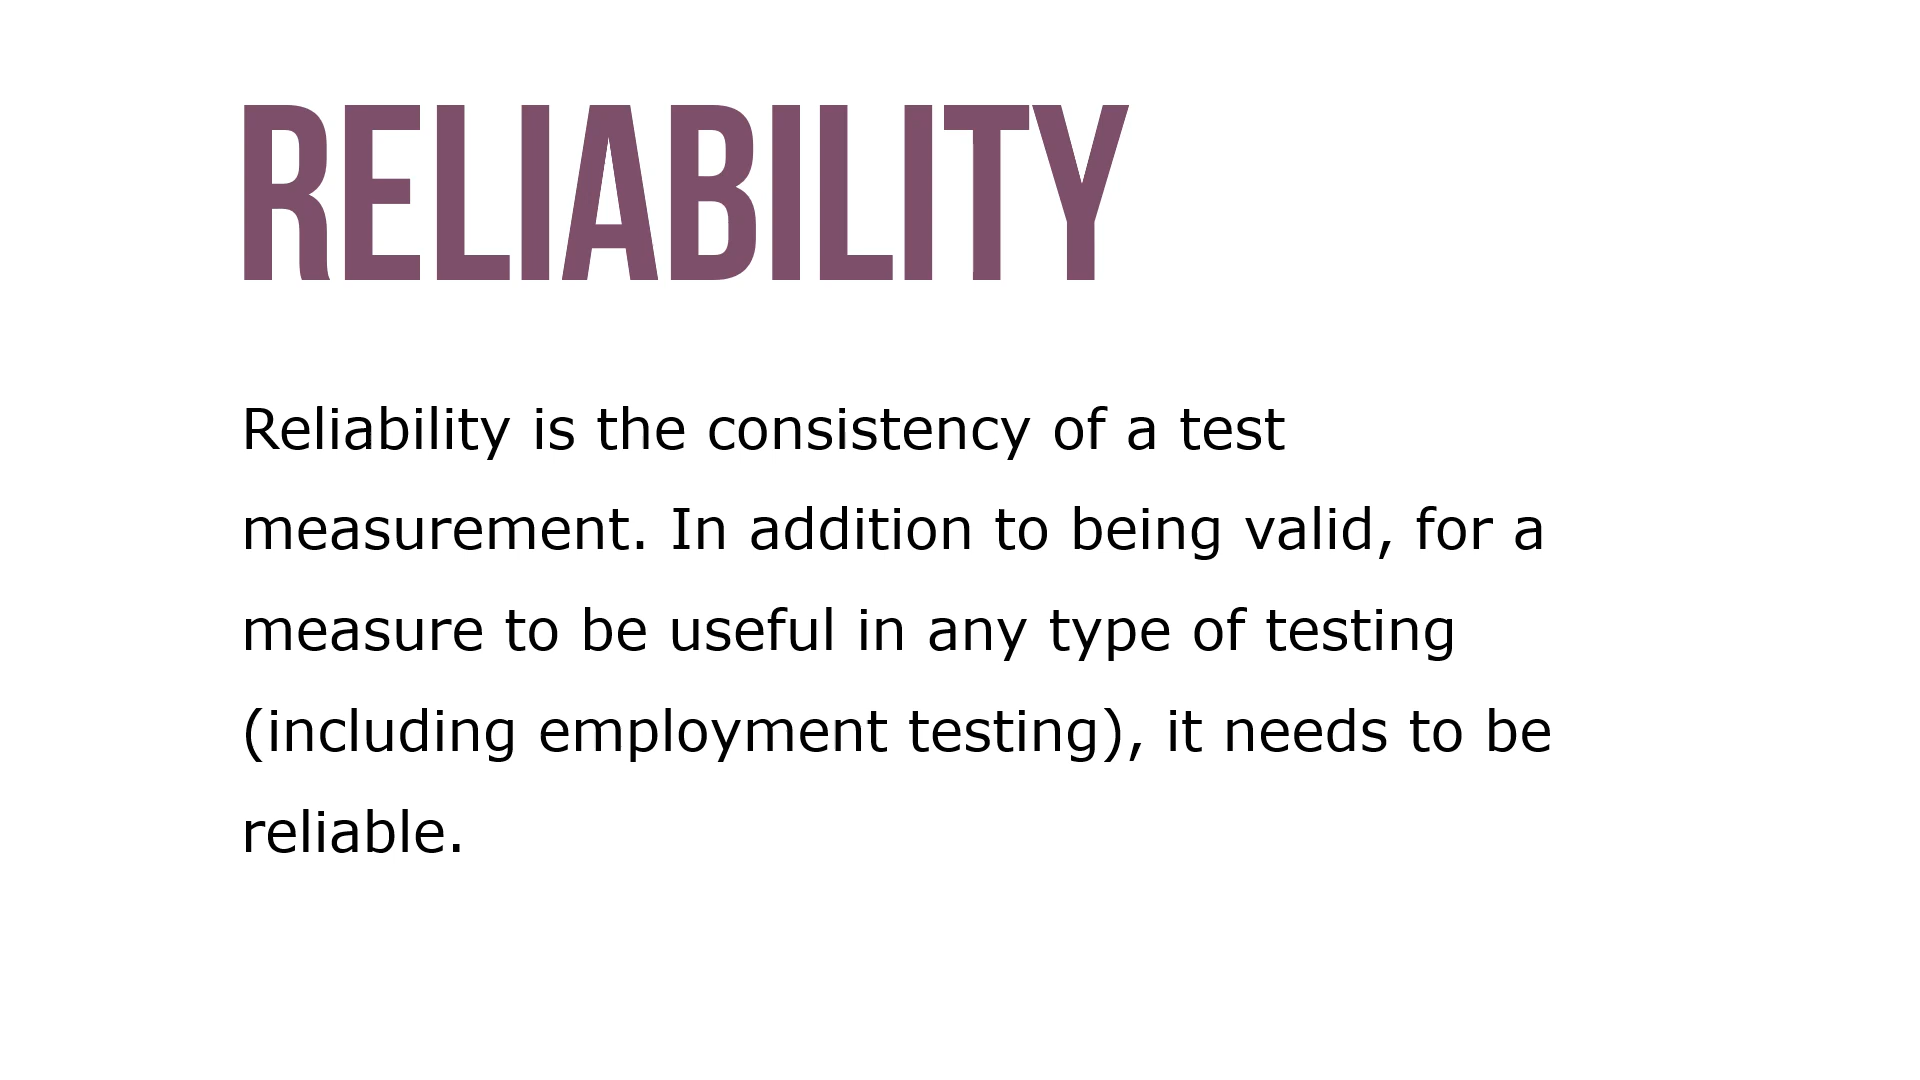 RELIABILITY
Reliability is the consistency of a test
measurement. In addition to being valid, for a
measure to be useful in any type of testing
(including employment testing), it needs to be
reliable.